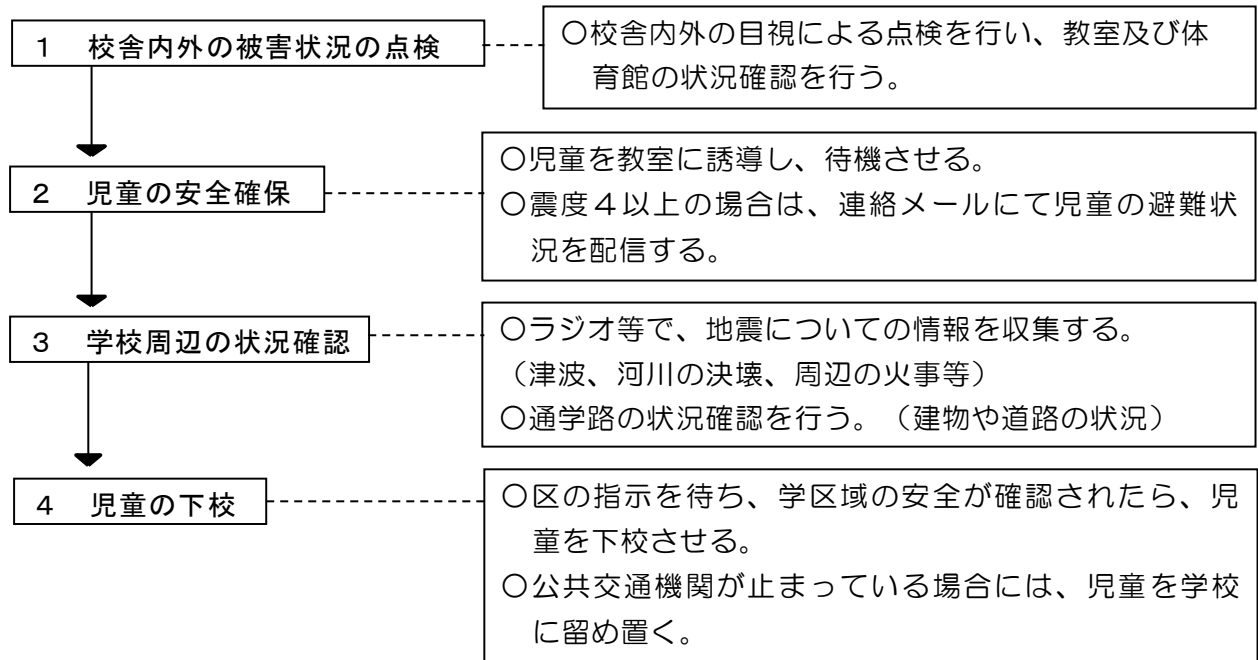 1 校舎内外の被害状況の点検
〇校舎内外の目視による点検を行い、教室及び体
育館の状況確認を行う。
2 児童の安全確保
〇児童を教室に誘導し、待機させる。
〇震度4以上の場合は、連絡メールにて児童の避難状
況を配信する。
3 学校周辺の状況確認
〇ラジオ等で、地震についての情報を収集する。
（津波、河川の決壊、周辺の火事等）
〇通学路の状況確認を行う。（建物や道路の状況）
4 児童の下校
〇区の指示を待ち、学区域の安全が確認されたら、児
童を下校させる。
〇公共交通機関が止まっている場合には、児童を学校
に留め置く。